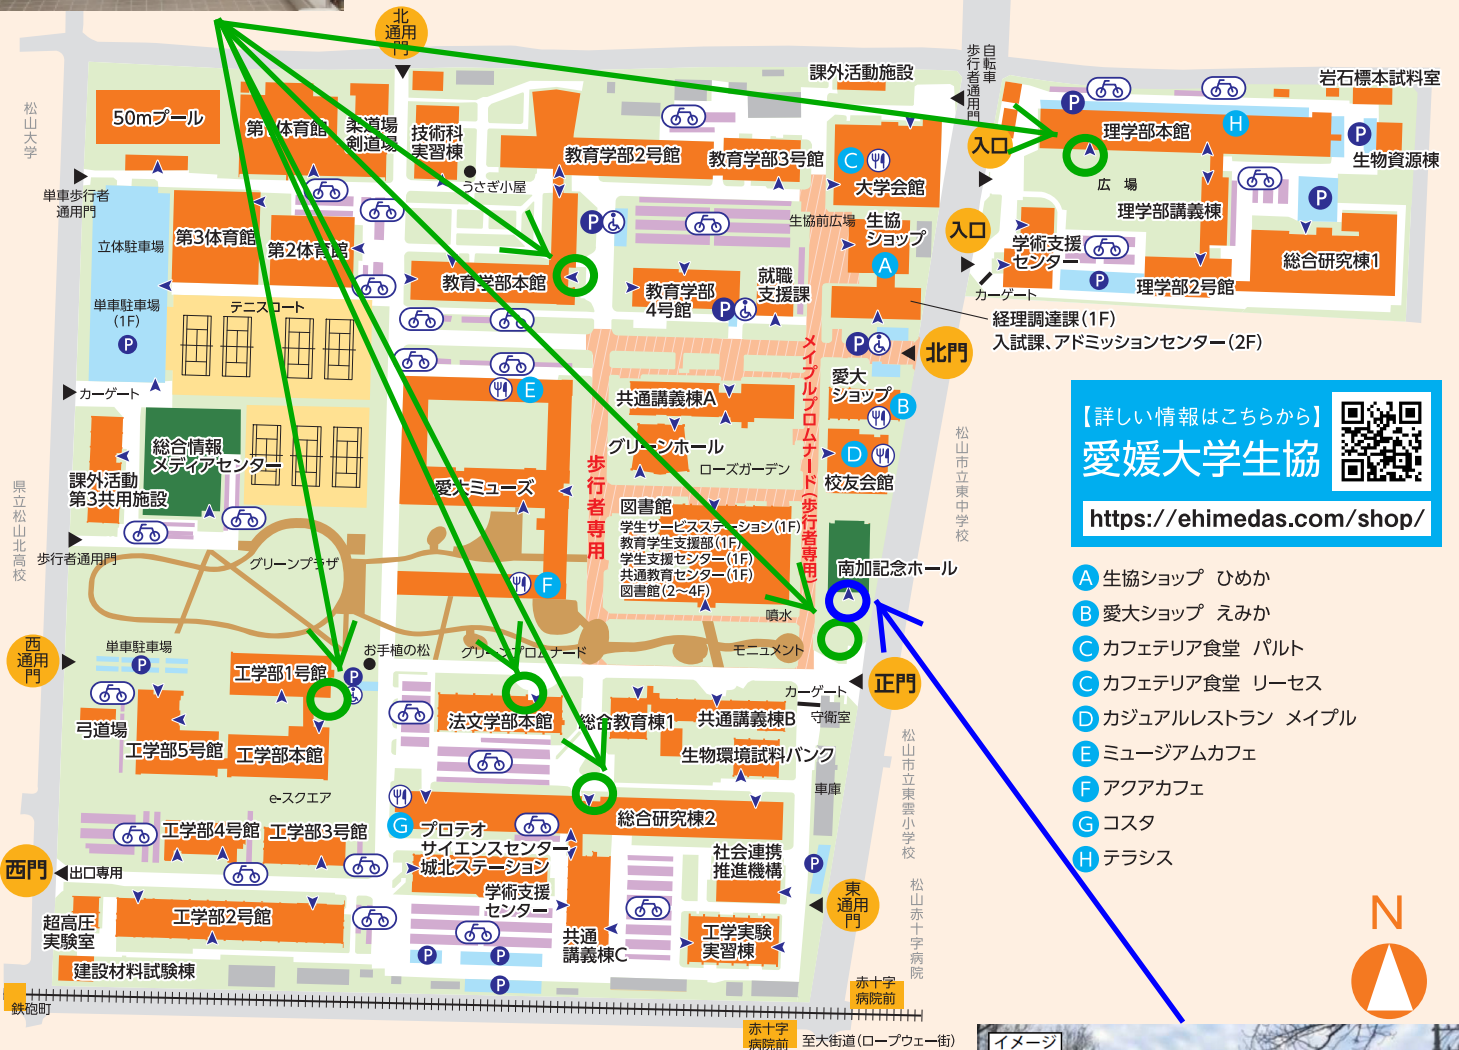 北
通用
門
課外活動施設
自転車
歩行者通用門
岩石標本試料室
松山大学
50mプール
第1体育館
柔道場
剣道場
技術科
実習棟
教育学部2号館
教育学部3号館
大学会館
C
入口
理学部本館
H
P
P
生物資源棟
単車歩行者
通用門
うさぎ小屋
広 場
P
立体駐車場
第3体育館
第2体育館
P
生協前広場
生協
ショップ
入口
理学部講義棟
学術支援
センター
総合研究棟1
A
教育学部本館
教育学部
4号館
P
就職
支援課
カーゲート
P
理学部2号館
単車駐車場
(1F)
P
テニスコート
経理調達課(1F)
入試課、アドミッションセンター(2F)
P
北門
メイプルプロムナード(歩行者専用)
カーゲート
E
共通講義棟A
愛大
ショップ
B
【詳しい情報はこちらから】
愛媛大学生協
https://ehimedas.com/shop/
総合情報
メディアセンター
グリーンホール
ローズガーデン
D
校友会館
松山市立東中学校
課外活動
第3共用施設
愛大ミューズ
歩行者専用
図書館
学生サービスステーション(1F)
教育学生支援部(1F)
学生支援センター(1F)
共通教育センター(1F)
図書館(2～4F)
県立松山北高校
歩行者通用門
グリーンプラザ
F
南加記念ホール
噴水
A 生協ショップ ひめか
B 愛大ショップ えみか
C カフェテリア食堂 パルト
C カフェテリア食堂 リーセス
D カジュアルレストラン メイプル
E ミュージアムカフェ
F アクアカフェ
G コスタ
H テラシス
西
通用
門
単車駐車場
P
お手植の松
グリーンプロムナード
モニュメント
工学部1号館
P
カーゲート
正門
守衛室
弓道場
工学部5号館
工学部本館
法文学部本館
総合教育棟1
共通講義棟B
生物環境試料バンク
松山市立東雲小学校
e-スクエア
車庫
工学部4号館
工学部3号館
G
プロテオ
サイエンスセンター
城北ステーション
総合研究棟2
社会連携
推進機構
P
西門
出口専用
学術支援
センター
東
通用
門
松山赤十字病院
超高圧
実験室
工学部2号館
共通
講義棟C
工学実験
実習棟
建設材料試験棟
P
P
P
N
鉄砲町
赤十字
病院前
赤十字
病院前
至大街道(ロープウェー街)
イメージ